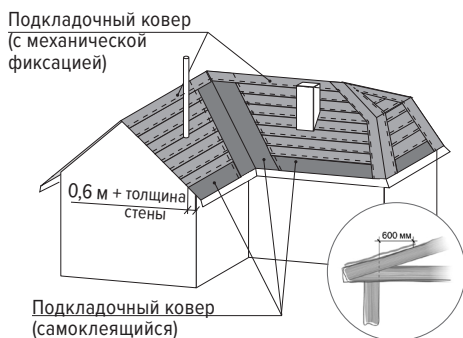 Подкладочный ковер
(с механической
фиксацией)
0,6 м + толщина
стены
600 мм
Подкладочный ковер
(самоклеящийся)